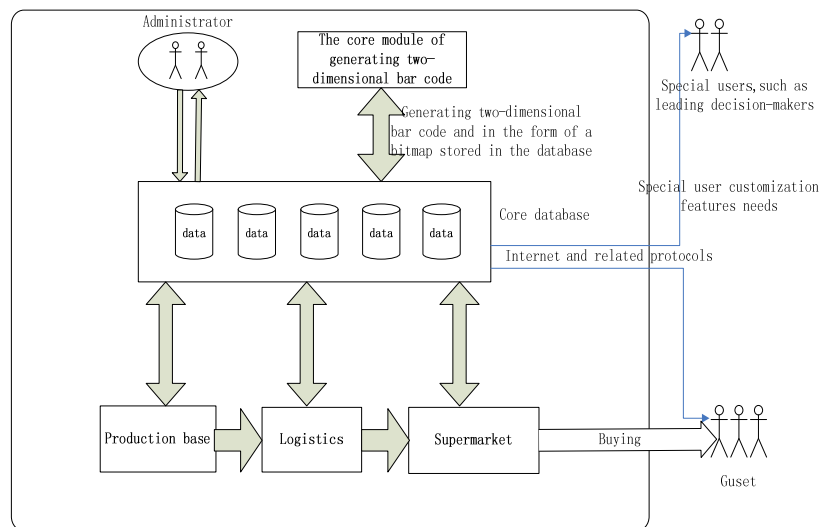 Administrator
The core module of
generating two-
dimensional bar code
Special users,such as
leading decision-makers
Generating two-dimensional
bar code and in the form of a
bitmap stored in the database
Special user customization
features needs
Core database
data data data data data
Internet and related protocols
Production base
Logistics
Supermarket
Buying
Guset